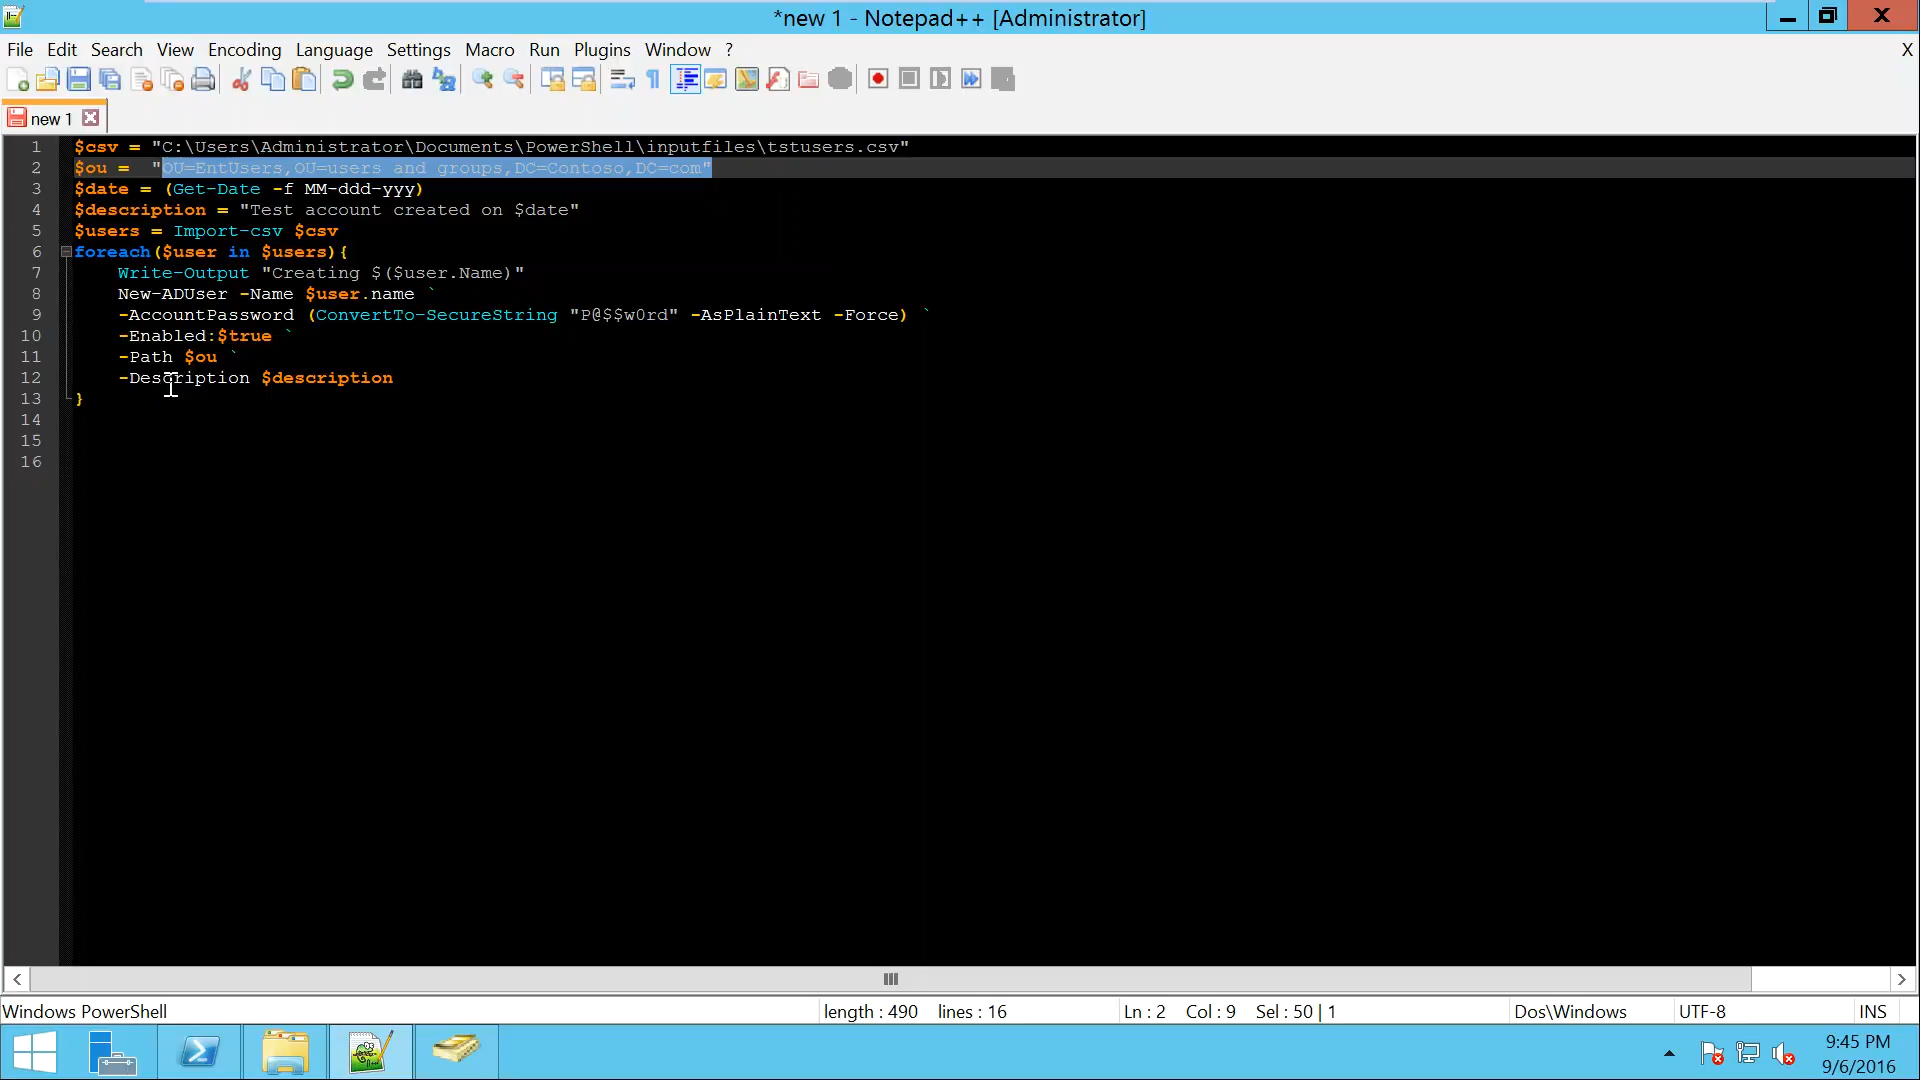 *new 1 - Notepad++ [Administrator]
File Edit Search View Encoding Language Settings Macro Run Plugins Window ? X
new 1
1 $csv = "C:\Users\Administrator\Documents\PowerShell\inputfiles\tstusers.csv"
2 $ou =  "OU=EntUsers,OU=users and groups,DC=Contoso,DC=com"
3 $date = (Get-Date -f MM-ddd-yyy)
4 $description = "Test account created on $date"
5 $users = Import-csv $csv
6 foreach($user in $users){
7 Write-Output "Creating $($user.Name)"
8 New-ADUser -Name $user.name `
9 -AccountPassword (ConvertTo-SecureString "P@$$w0rd" -AsPlainText -Force) `
10 -Enabled:$true `
11 -Path $ou `
12 -Description $description
13 }
14
15
16
Windows PowerShell length : 490 lines : 16 Ln : 2 Col : 9 Sel : 50 | 1 Dos\Windows UTF-8 INS
9:45 PM
9/6/2016